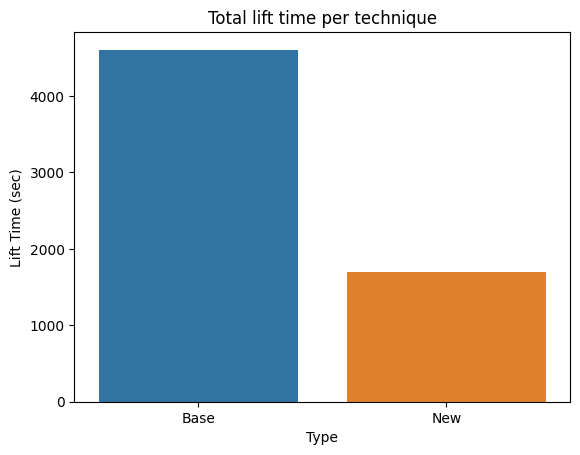 Total lift time per technique
4000
3000
2000
1000
0
Lift Time (sec)
Base New
Type